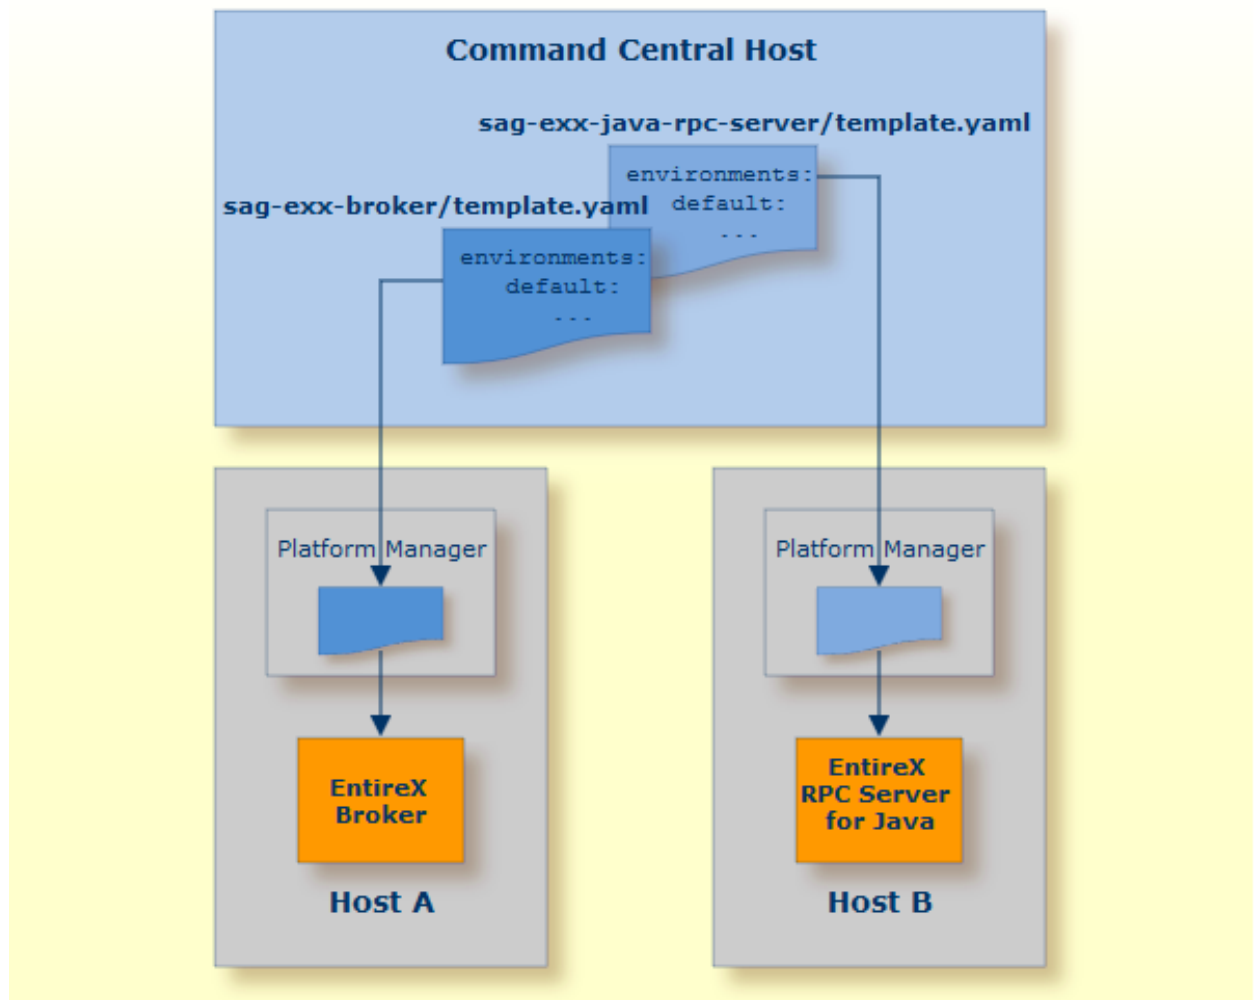 Command Central Host
sag-exx-java-rpc-server/template.yaml
environments:
default:
...
sag-exx-broker/template.yaml
environments:
default:
...
Platform Manager
EntireX
Broker
Host A
Platform Manager
EntireX
RPC Server
for Java
Host B